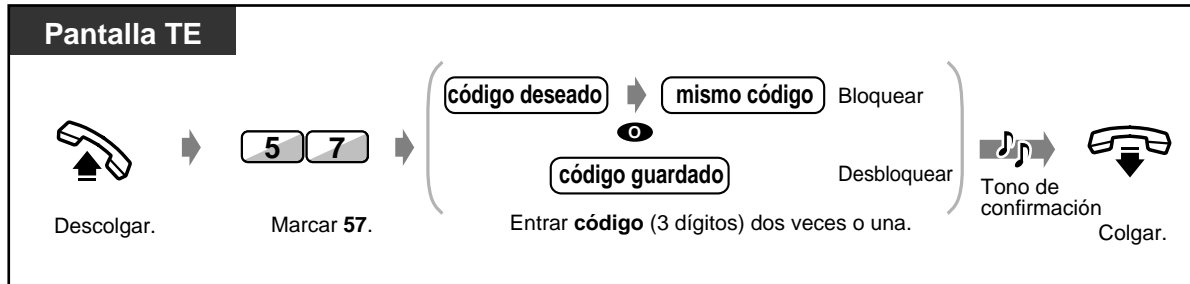 Pantalla TE
código deseado mismo código Bloquear
O
5 7
código guardado Desbloquear
Descolgar.
Marcar 57.
Entrar código (3 dígitos) dos veces o una.
Tono de
confirmación
Colgar.